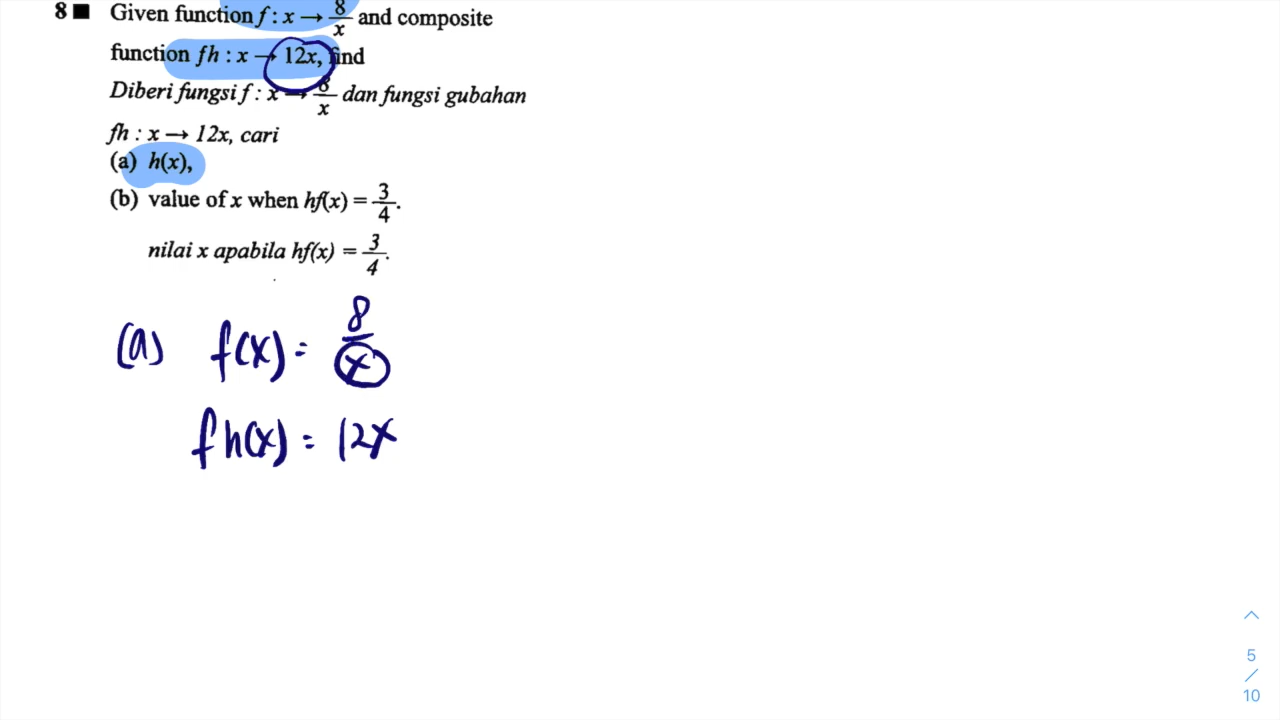 8 ■ Given function f : x → 8/x and composite
function fh : x → 12x, find
Diberi fungsi f : x → 8/x dan fungsi gubahan
fh : x → 12x, cari
(a) h(x),
(b) value of x when hf(x) = 3/4.
nilai x apabila hf(x) = 3/4.
(a) f(x) = 8/x
fh(x) = 12x
5
/
10